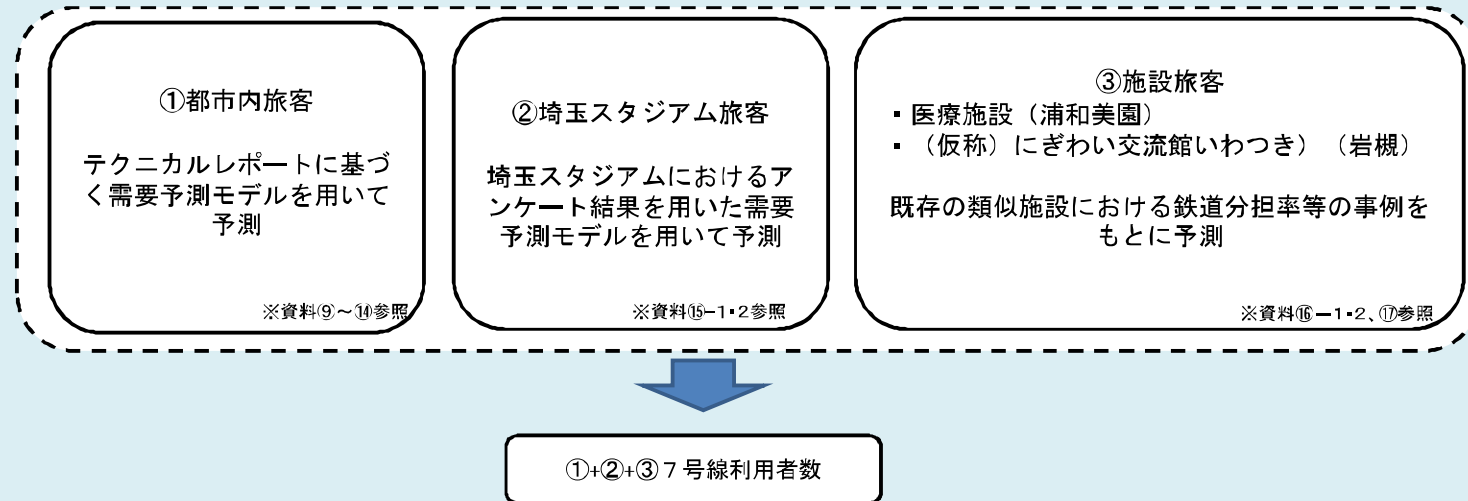 ①都市内旅客
テクニカルレポートに基づ
く需要予測モデルを用いて
予測
※資料⑨～⑭参照
②埼玉スタジアム旅客
埼玉スタジアムにおけるア
ンケート結果を用いた需要
予測モデルを用いて予測
※資料⑮−1・2参照
③施設旅客
・医療施設（浦和美園）
・（仮称）にぎわい交流館いわつき）（岩槻）
既存の類似施設における鉄道分担率等の事例を
もとに予測
※資料⑯ー1・2、⑰参照
①+②+③７号線利用者数